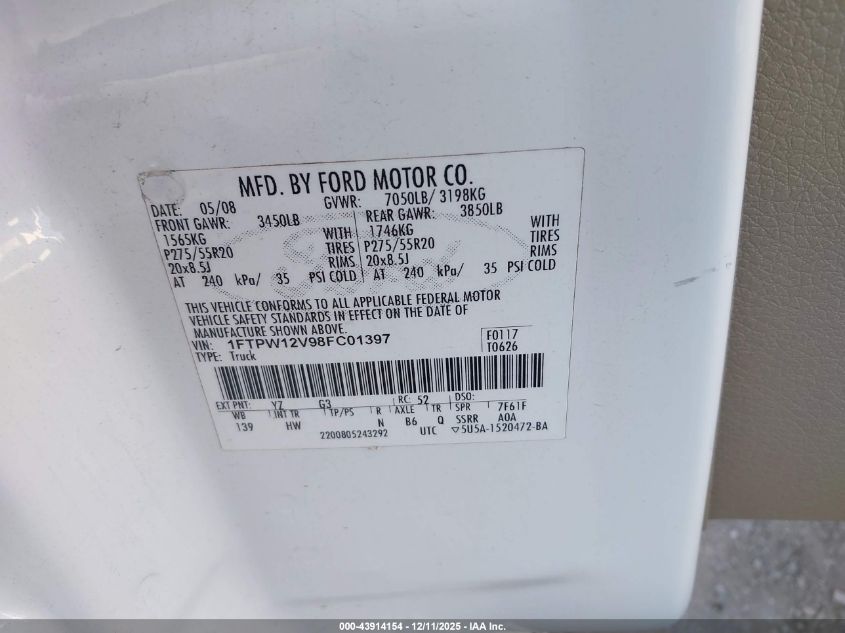 MFD. BY FORD MOTOR CO.
DATE: 05/08 GVWR: 7050LB/ 3198KG
FRONT GAWR: 3450LB REAR GAWR: 3850LB
1565KG WITH 1746KG WITH
P275/55R20 TIRES P275/55R20 TIRES
20x8.5J RIMS 20x8.5J RIMS
AT 240 kPa/ 35 PSI COLD AT 240 kPa/ 35 PSI COLD
THIS VEHICLE CONFORMS TO ALL APPLICABLE FEDERAL MOTOR
VEHICLE SAFETY STANDARDS IN EFFECT ON THE DATE OF
MANUFACTURE SHOWN ABOVE.
VIN: 1FTPW12V98FC01397 F0117
TYPE: Truck T0626
EXT PNT: YZ G3 RC: 52 DSO:
WB INT TR TP/PS R AXLE TR SPR 7F61F
139 HW N B6 Q SSRR A0A
2200805243292 UTC ▽5U5A-1520472-BA
000-43914154 - 12/11/2025 - IAA Inc.